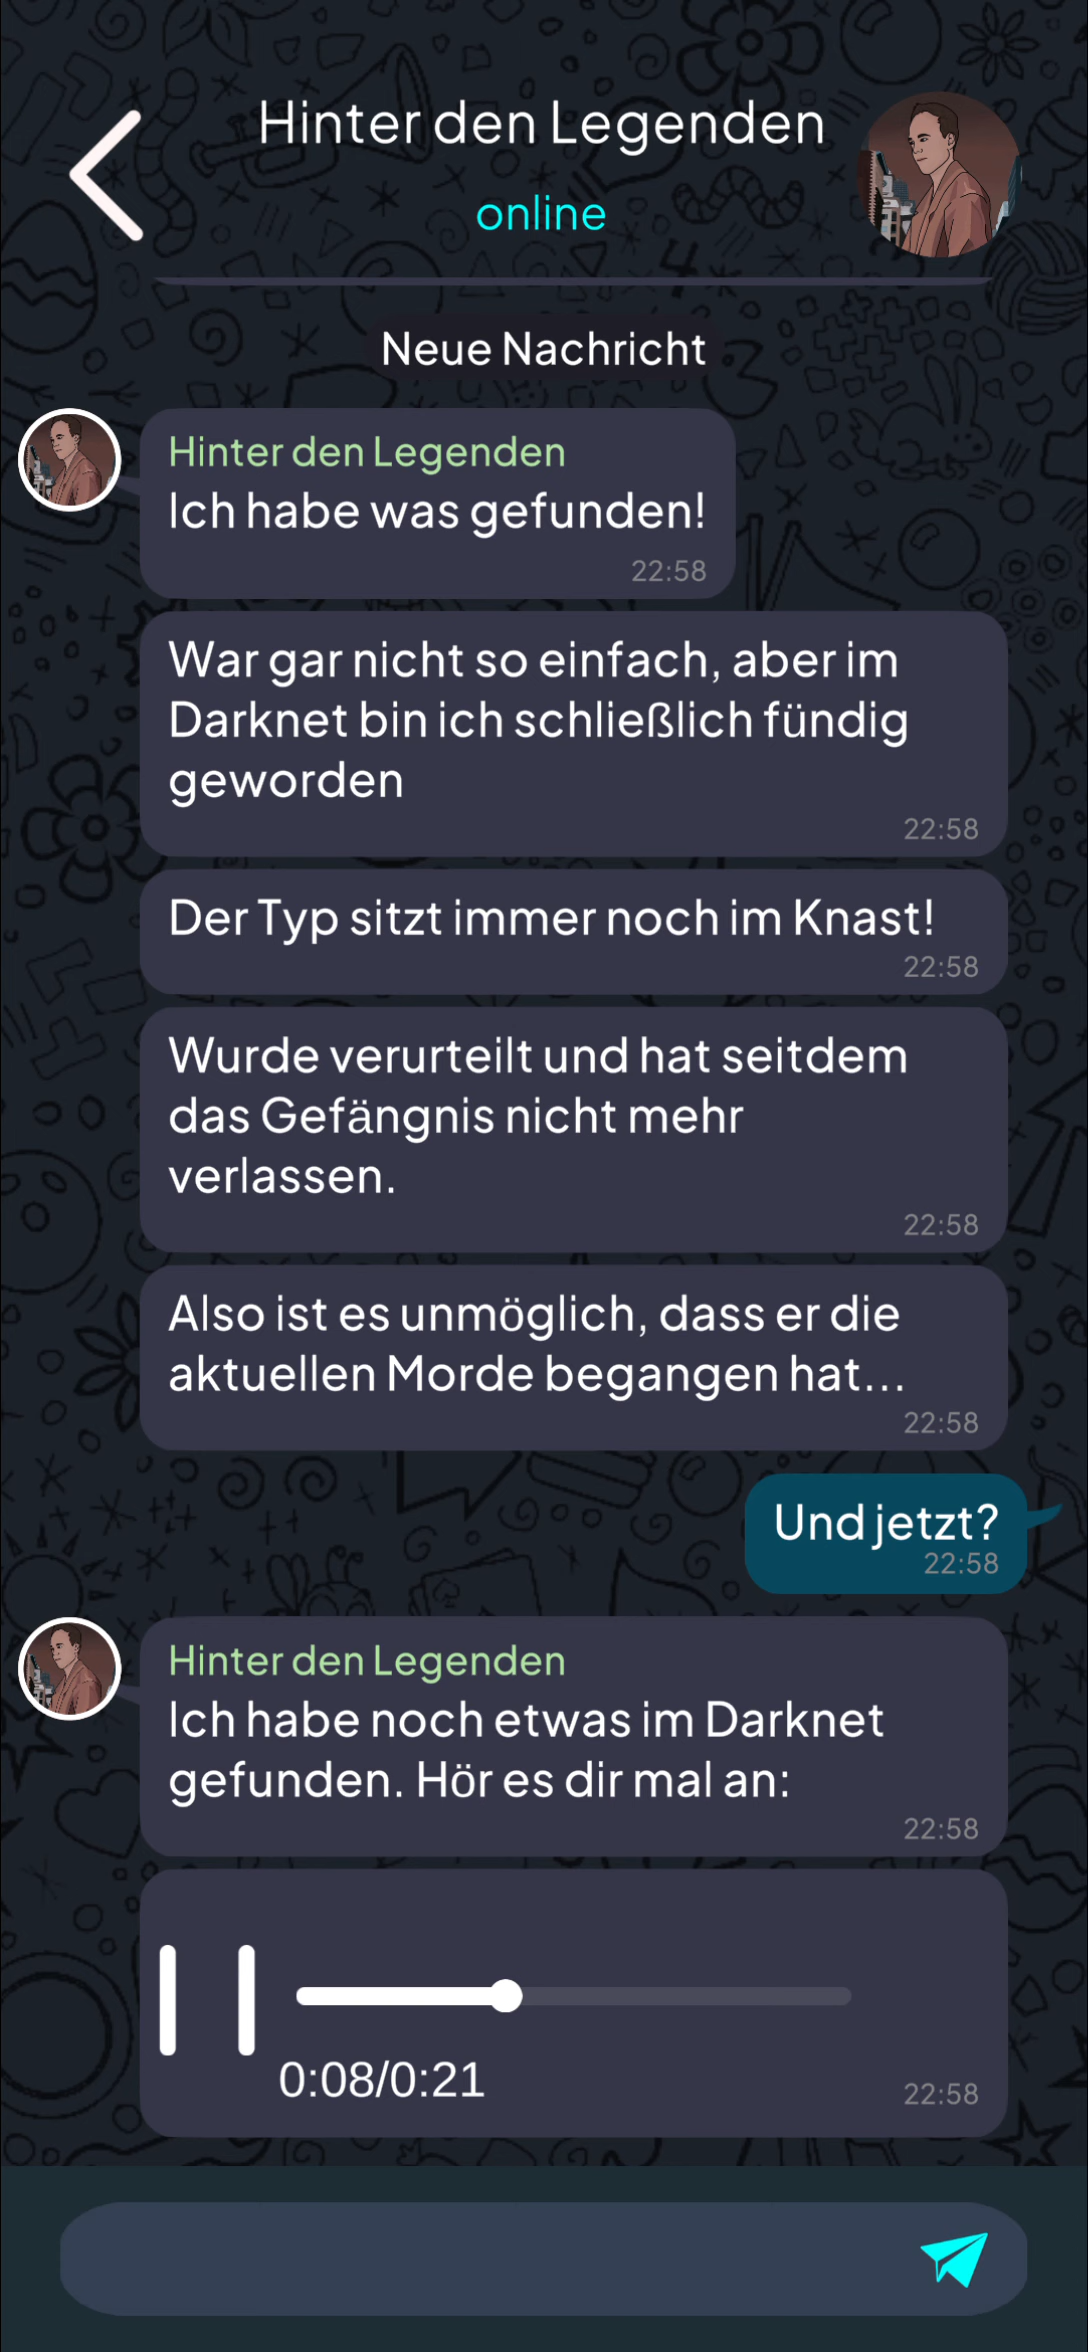 Hinter den Legenden
online
Neue Nachricht
Hinter den Legenden
Ich habe was gefunden!
22:58
War gar nicht so einfach, aber im
Darknet bin ich schließlich fündig
geworden
22:58
Der Typ sitzt immer noch im Knast!
22:58
Wurde verurteilt und hat seitdem
das Gefängnis nicht mehr
verlassen.
22:58
Also ist es unmöglich, dass er die
aktuellen Morde begangen hat...
22:58
Und jetzt?
22:58
Hinter den Legenden
Ich habe noch etwas im Darknet
gefunden. Hör es dir mal an:
22:58
0:08/0:21
22:58